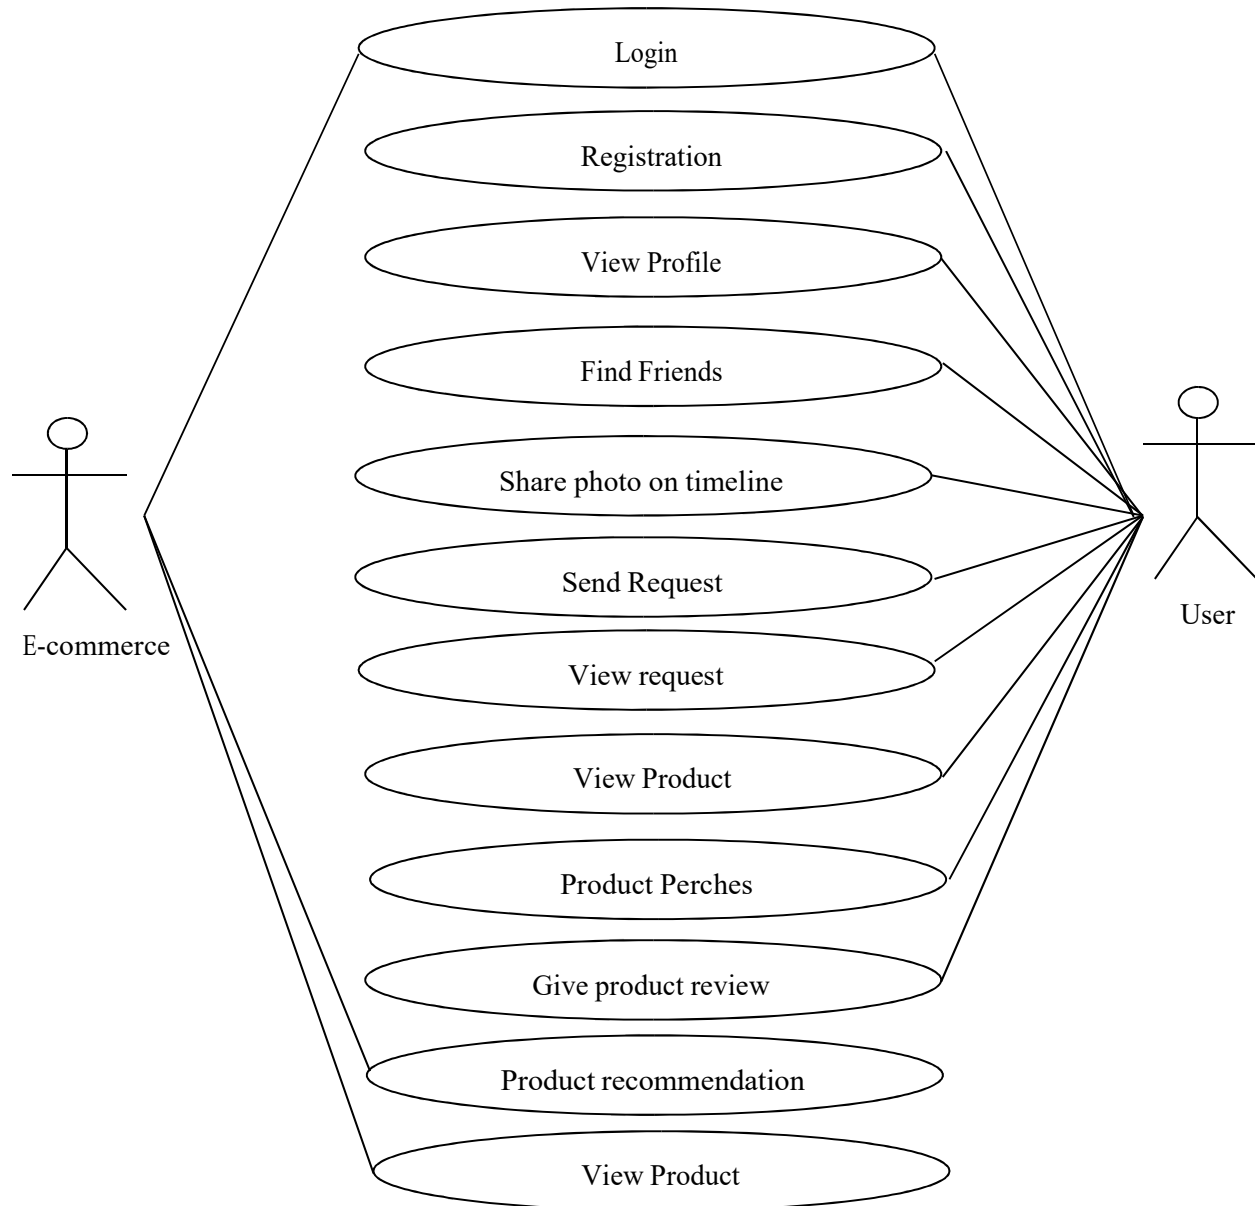 Login
Registration
View Profile
Find Friends
Share photo on timeline
Send Request
User
E-commerce
View request
View Product
Product Perches
Give product review
Product recommendation
View Product